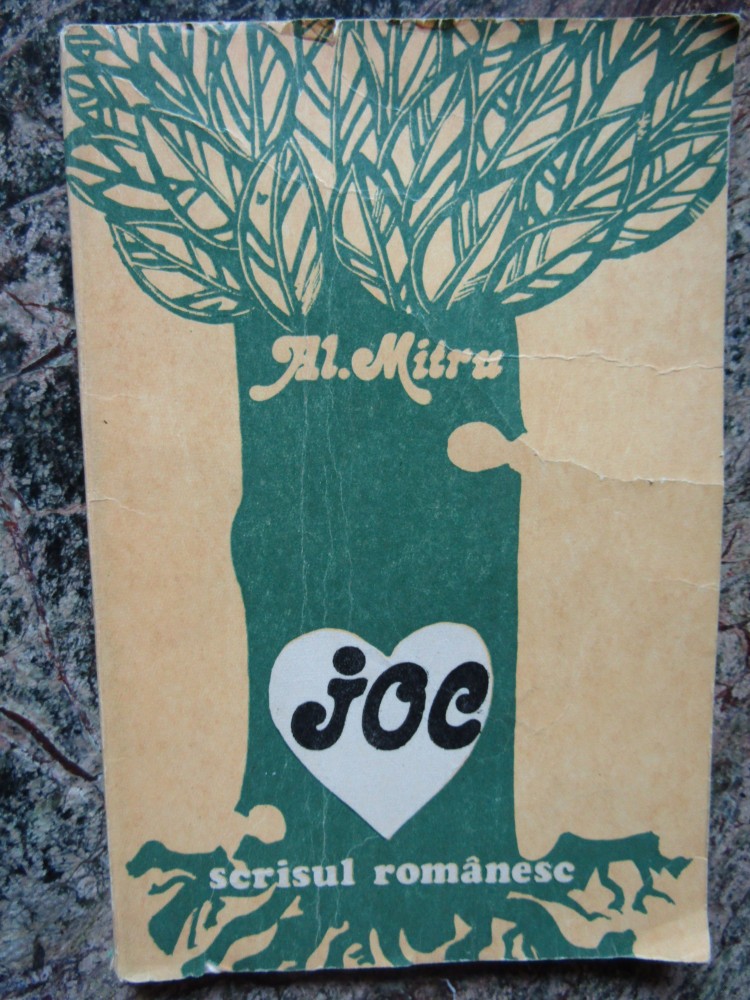 Al. Mitru
joc
scrisul românesc